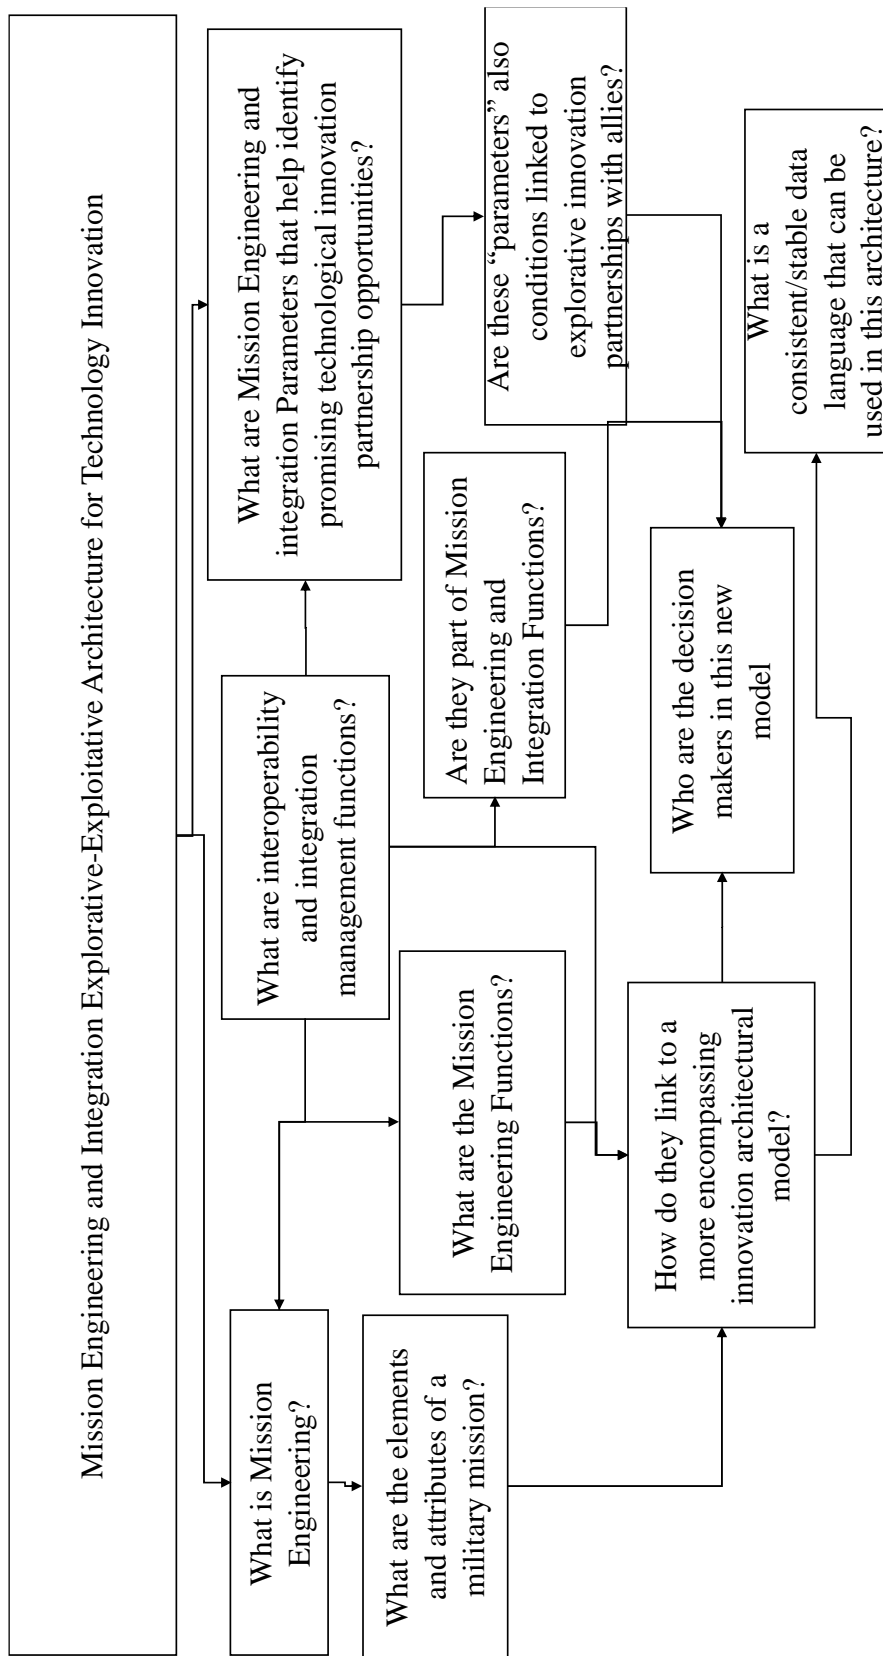 Mission Engineering and Integration Explorative-Exploitative Architecture for Technology Innovation
What is Mission
Engineering?
What are interoperability
and integration
management functions?
What are Mission Engineering and
integration Parameters that help identify
promising technological innovation
partnership opportunities?
What are the elements
and attributes of a
military mission?
What are the Mission
Engineering Functions?
Are they part of Mission
Engineering and
Integration Functions?
Are these “parameters” also
conditions linked to
explorative innovation
partnerships with allies?
How do they link to a
more encompassing
innovation architectural
model?
Who are the decision
makers in this new
model
What is a
consistent/stable data
language that can be
used in this architecture?